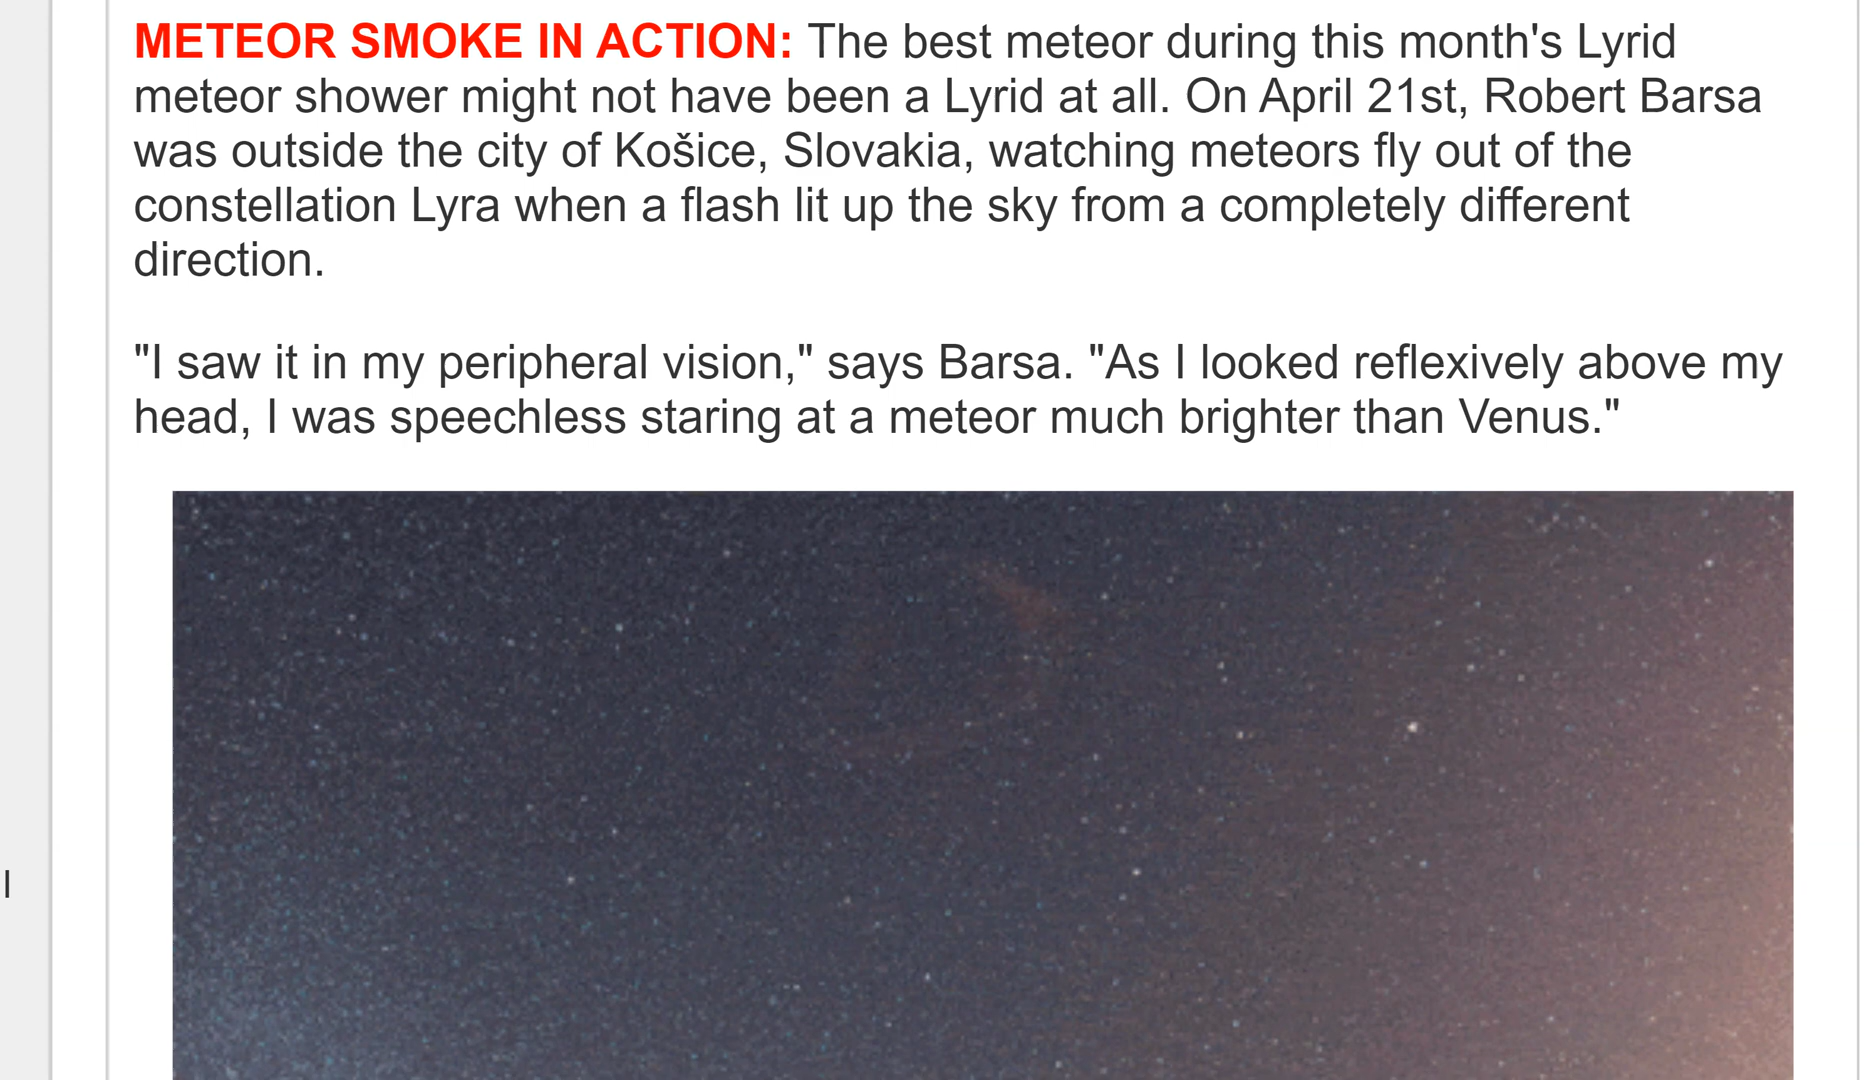 METEOR SMOKE IN ACTION: The best meteor during this month's Lyrid
meteor shower might not have been a Lyrid at all. On April 21st, Robert Barsa
was outside the city of Košice, Slovakia, watching meteors fly out of the
constellation Lyra when a flash lit up the sky from a completely different
direction.
"I saw it in my peripheral vision," says Barsa. "As I looked reflexively above my
head, I was speechless staring at a meteor much brighter than Venus."